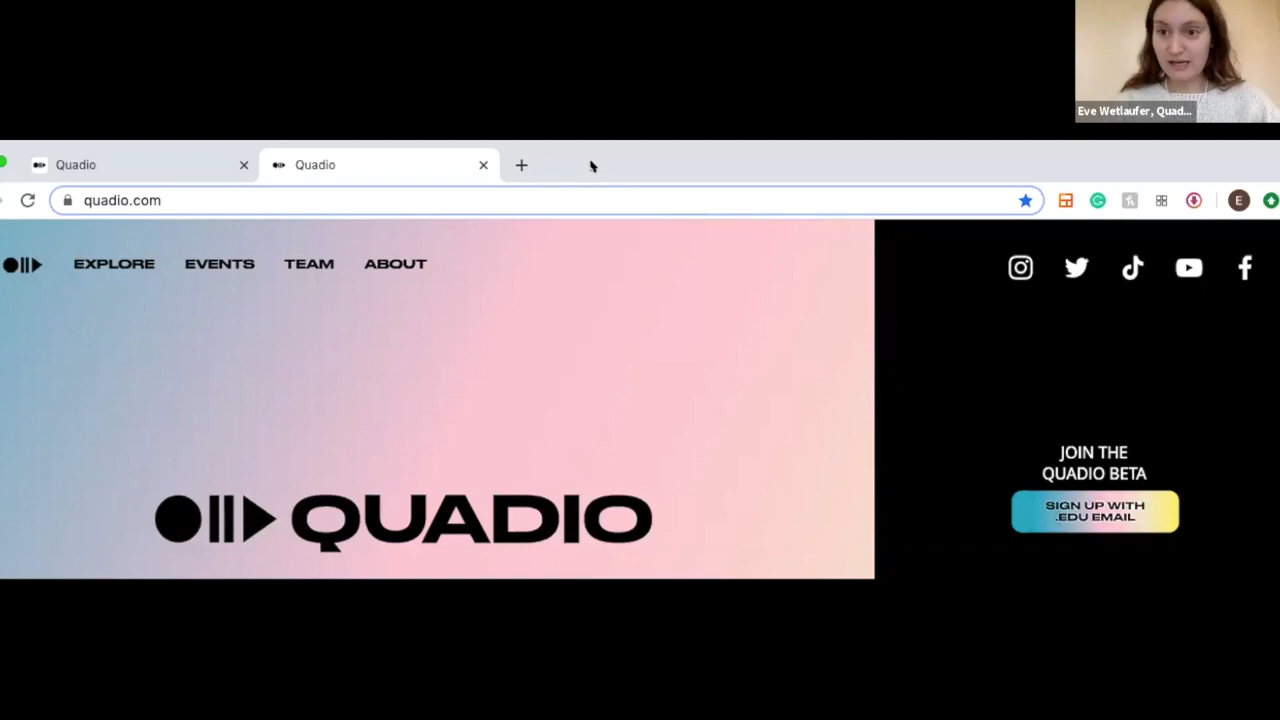 Eve Wetlaufer, Quad...
Quadio
Quadio
quadio.com
E
EXPLORE EVENTS TEAM ABOUT
JOIN THE
QUADIO BETA
SIGN UP WITH
.EDU EMAIL
QUADIO